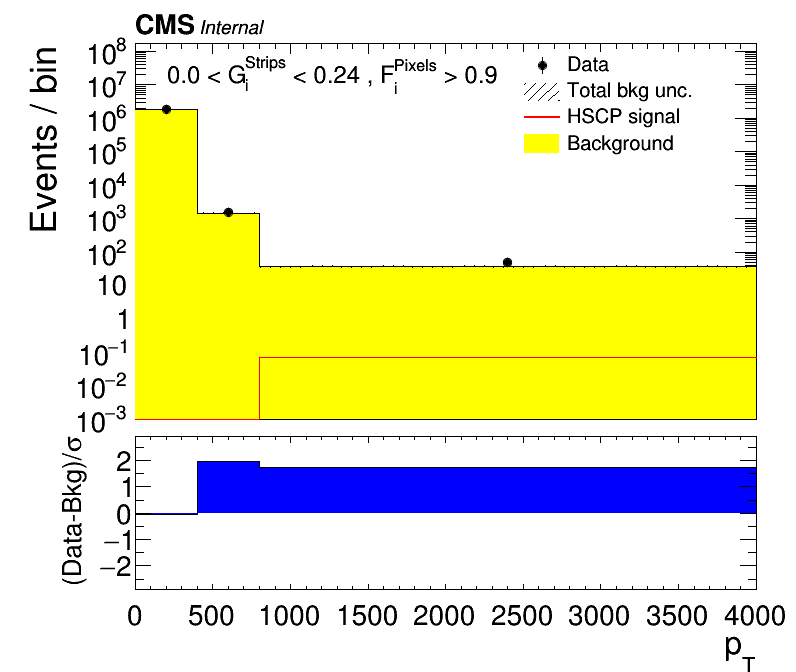 CMS Internal
0.0 < G_i^Strips < 0.24 , F_i^Pixels > 0.9
Data
Total bkg unc.
HSCP signal
Background
Events / bin
10^8
10^7
10^6
10^5
10^4
10^3
10^2
10
1
10^−1
10^−2
10^−3
(Data-Bkg)/σ
2
1
0
−1
−2
0 500 1000 1500 2000 2500 3000 3500 4000
p_T